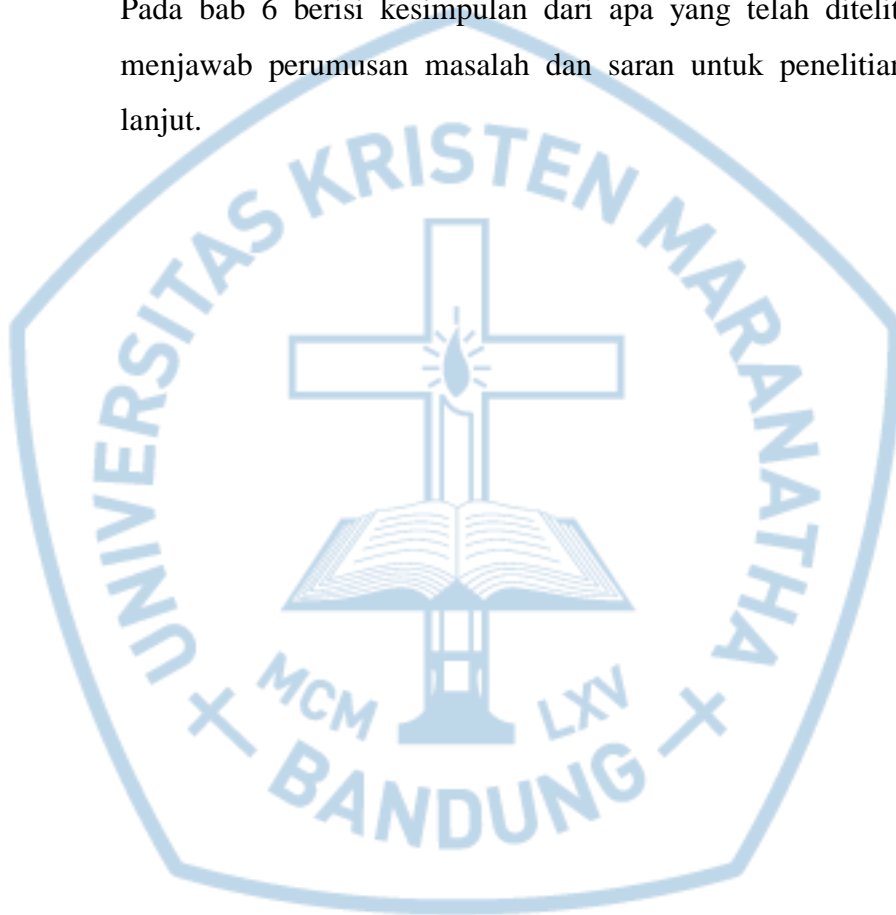 Pada bab 6 berisi kesimpulan dari apa yang telah
menjawab perumusan masalah dan saran untuk
lanjut.
UNIVERSITAS KRISTEN MARANATHA
MCM LXV
BANDUNG